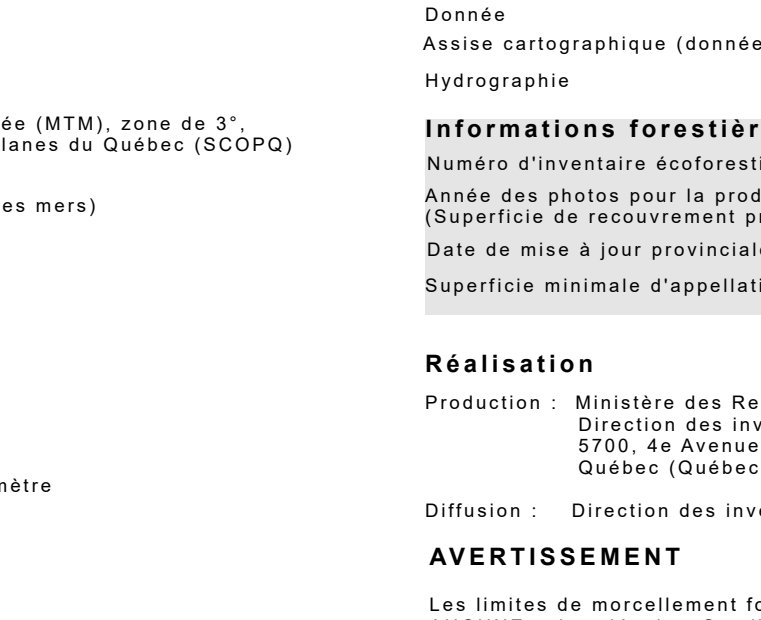 ée (MTM), zone de 3°,
lanes du Québec (SCOPQ)
es mers)
mètre
Donnée
Assise cartographique (donnée
Hydrographie
Informations forestièr
Numéro d'inventaire écoforesti
Année des photos pour la prod
(Superficie de recouvrement pr
Date de mise à jour provinciale
Superficie minimale d'appellati
Réalisation
Production : Ministère des Re
Direction des inv
5700, 4e Avenue
Québec (Québec
Diffusion : Direction des inve
AVERTISSEMENT
Les limites de morcellement fo